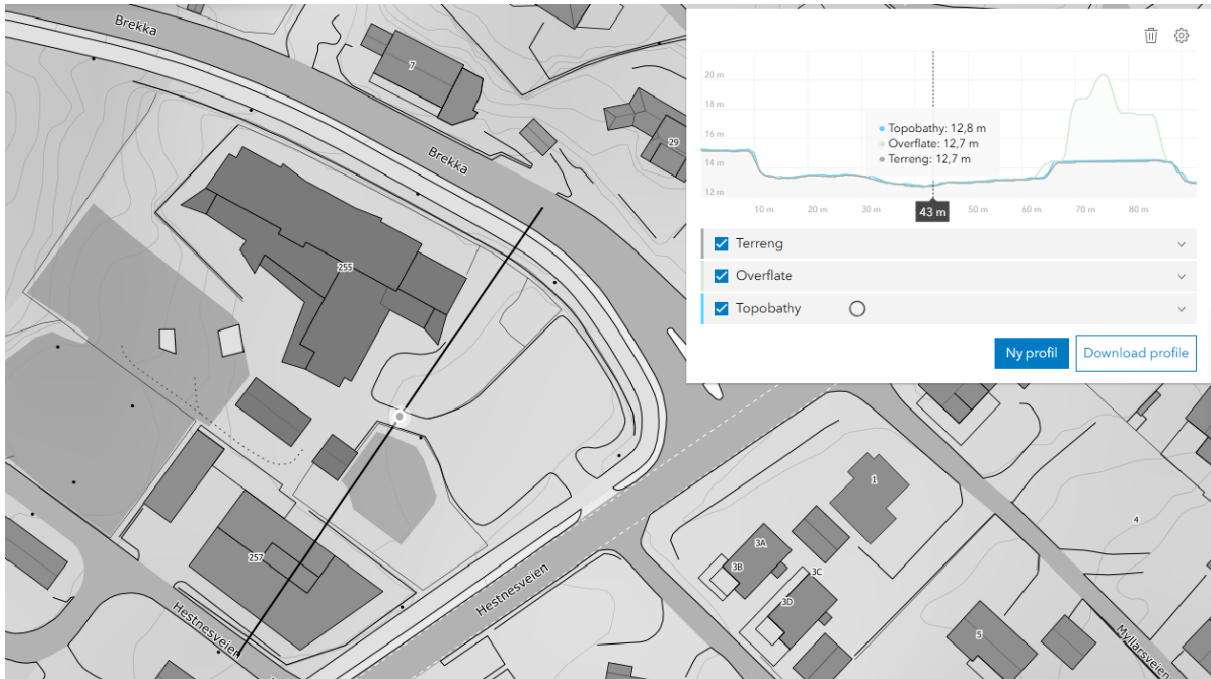 Brekka
7
29
Brekka
255
257
Hestnesveien
Hestnesveien
1
3A
3B
3C
3D
4
5
Myllarsveien
20 m
18 m
16 m
14 m
12 m
Topobathy: 12,8 m
Overflate: 12,7 m
Terreng: 12,7 m
10 m 20 m 30 m 43 m 50 m 60 m 70 m 80 m
Terreng
Overflate
Topobathy
Ny profil Download profile